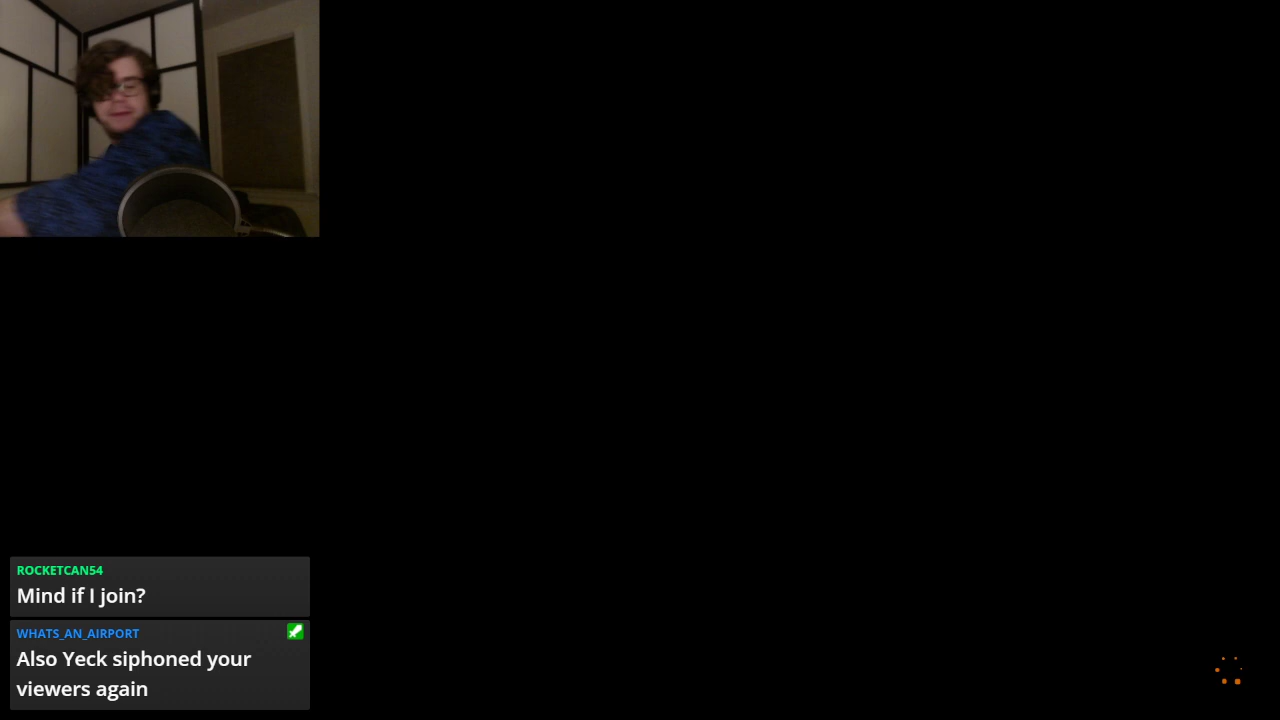 ROCKETCAN54
Mind if I join?
WHATS_AN_AIRPORT
Also Yeck siphoned your
viewers again